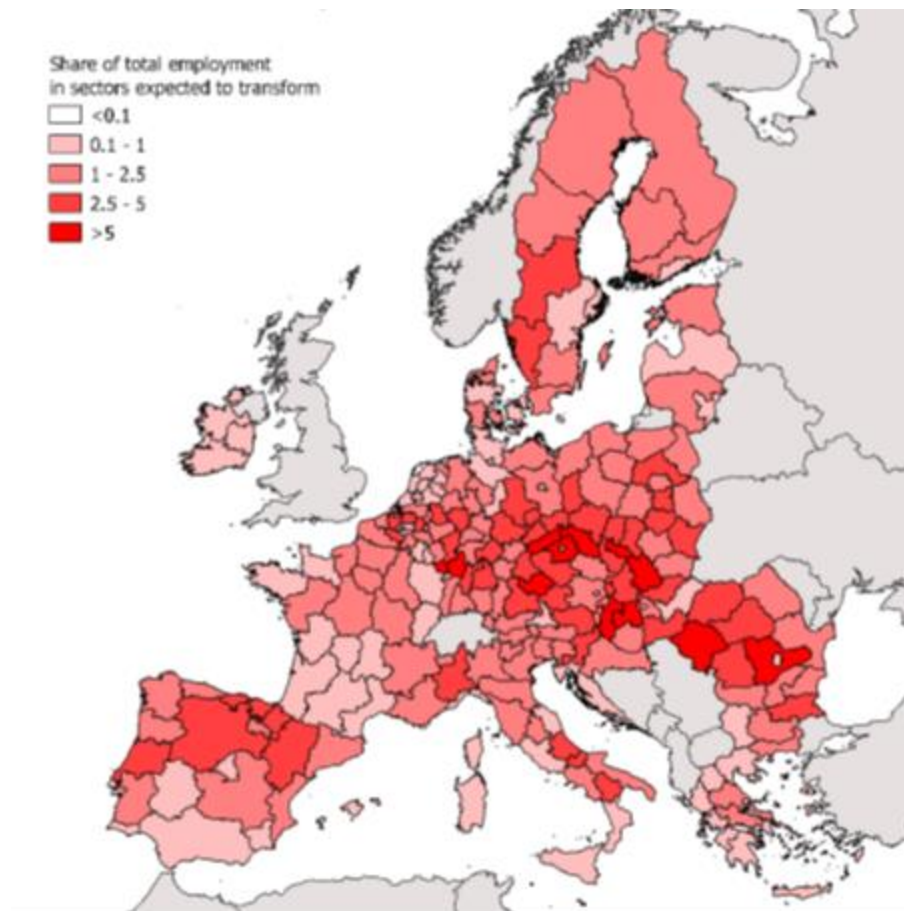 Share of total employment
in sectors expected to transform
<0.1
0.1 - 1
1 - 2.5
2.5 - 5
>5